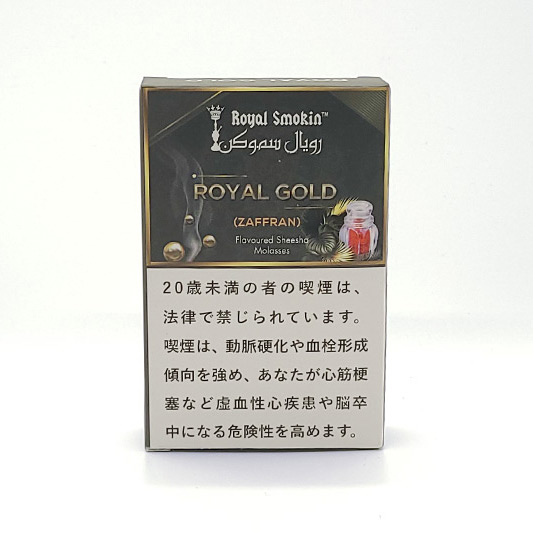 Royal Smokin™
رويال سموكن
ROYAL GOLD
(ZAFFRAN)
Flavoured Sheesha
Molasses
20歳未満の者の喫煙は、
法律で禁じられています。
喫煙は、動脈硬化や血栓形成
傾向を強め、あなたが心筋梗
塞など虚血性心疾患や脳卒
中になる危険性を高めます。